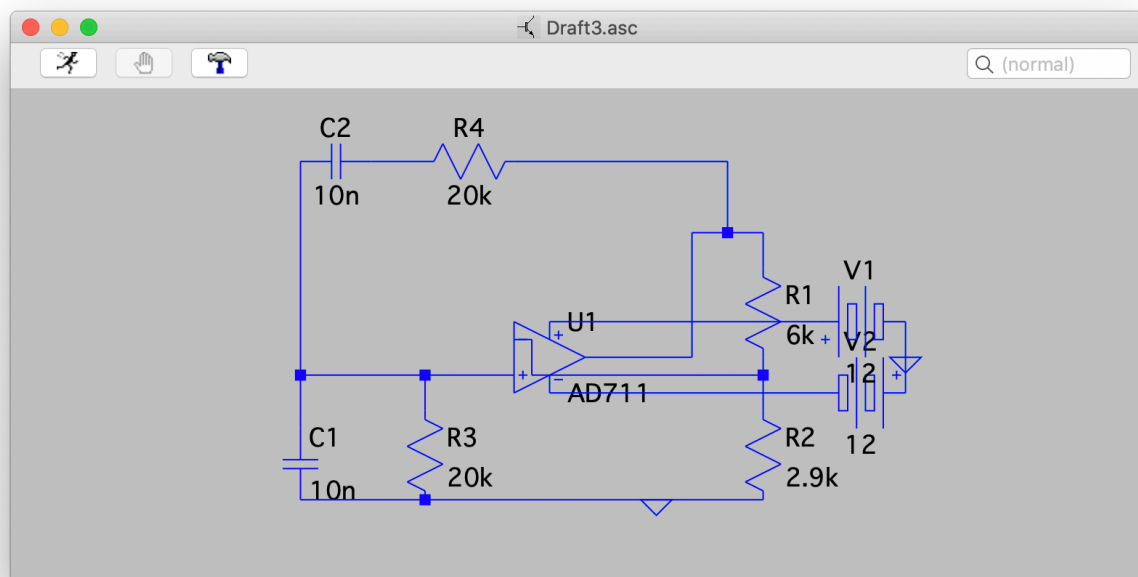 Draft3.asc
(normal)
C2
R4
10n
20k
V1
R1
U1
6k
+
+
V2
12
+
+
−
AD711
C1
R3
R2
12
10n
20k
2.9k